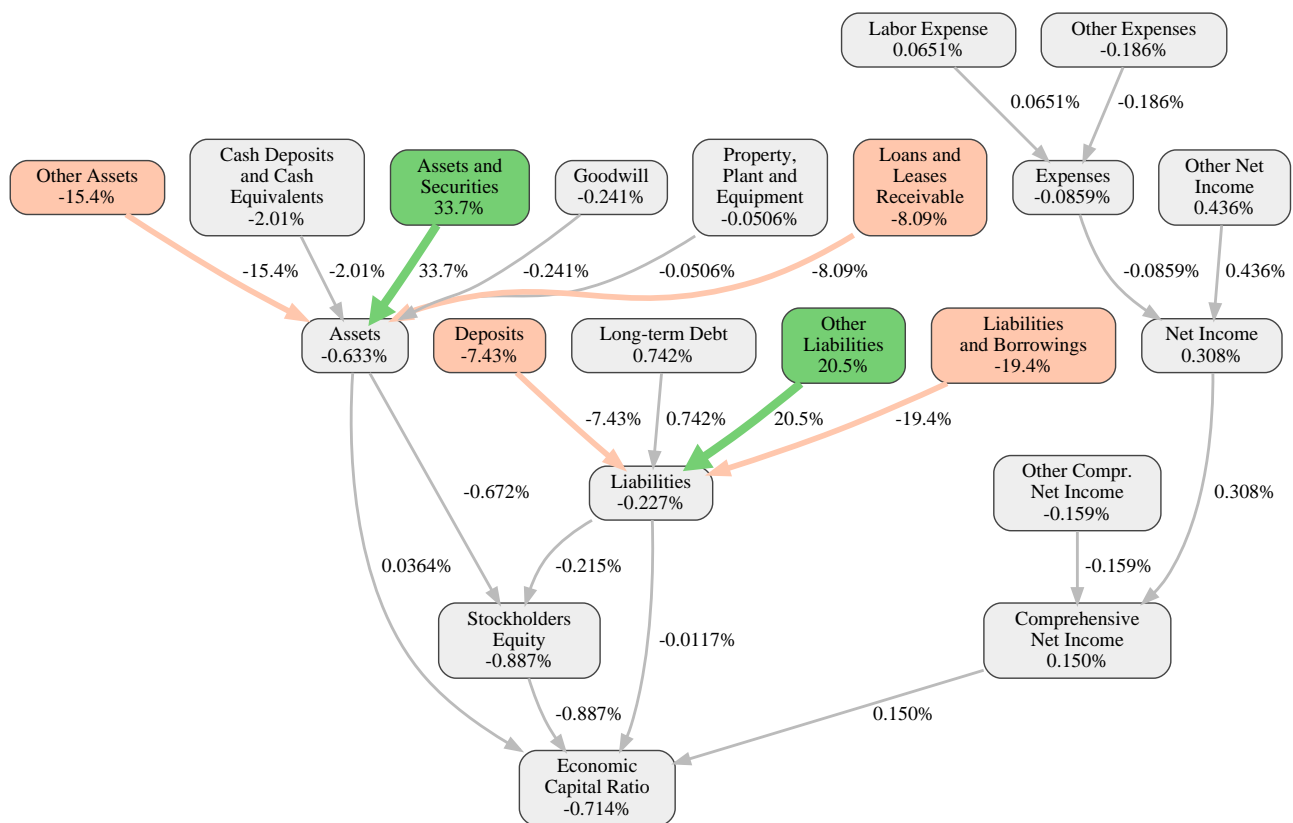 Labor Expense
0.0651%
Other Expenses
-0.186%
0.0651%
-0.186%
Other Assets
-15.4%
Cash Deposits
and Cash
Equivalents
-2.01%
Assets and
Securities
33.7%
Goodwill
-0.241%
Property,
Plant and
Equipment
-0.0506%
Loans and
Leases
Receivable
-8.09%
Expenses
-0.0859%
Other Net
Income
0.436%
-15.4%
-2.01%
33.7%
-0.241%
-0.0506%
-8.09%
-0.0859%
0.436%
Assets
-0.633%
Deposits
-7.43%
Long-term Debt
0.742%
Other
Liabilities
20.5%
Liabilities
and Borrowings
-19.4%
Net Income
0.308%
-7.43%
0.742%
20.5%
-19.4%
Liabilities
-0.227%
-0.672%
Other Compr.
Net Income
-0.159%
0.308%
0.0364%
-0.215%
-0.159%
Stockholders
Equity
-0.887%
-0.0117%
Comprehensive
Net Income
0.150%
-0.887%
0.150%
Economic
Capital Ratio
-0.714%